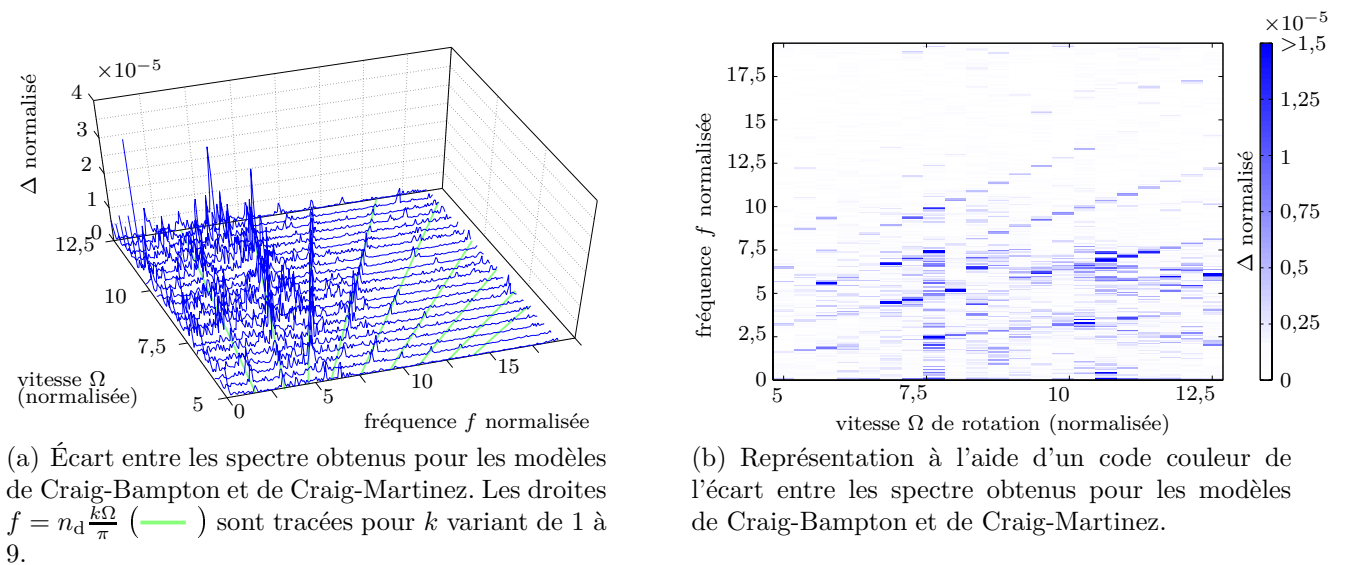 ×10−5
4
3
2
1
0
Δ normalisé
12,5
10
7,5
5
vitesse Ω
(normalisée)
0
5
10
15
fréquence f normalisée
(a) Écart entre les spectre obtenus pour les modèles
de Craig-Bampton et de Craig-Martinez. Les droites
f = nd kΩ/π ( ) sont tracées pour k variant de 1 à
9.
17,5
15
12,5
10
7,5
5
2,5
0
fréquence f normalisée
5
7,5
10
12,5
vitesse Ω de rotation (normalisée)
×10−5
>1,5
1,25
1
0,75
0,5
0,25
0
Δ normalisé
(b) Représentation à l'aide d'un code couleur de
l'écart entre les spectre obtenus pour les modèles
de Craig-Bampton et de Craig-Martinez.